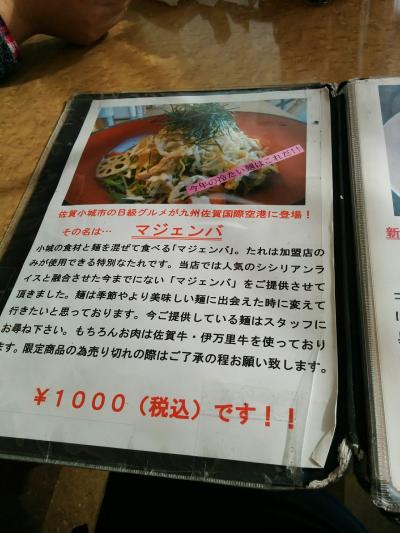 今年の冷たい麺はこれだ!!
佐賀小城市のB級グルメが九州佐賀国際空港に登場!
その名は… マジェンバ
小城の食材と麺を混ぜて食べる「マジェンバ」。たれは加盟店の
みが使用できる特別なたれです。当店では人気のシシリアンラ
イスと融合させた今までにない「マジェンバ」をご提供させて
頂きました。麺は季節やより美味しい麺に出会えた時に変えて
行きたいと思っております。今ご提供している麺はスタッフに
お尋ね下さい。もちろんお肉は佐賀牛・伊万里牛を使っており
ます。限定商品の為売り切れの際はご了承の程お願い致します。
￥1000(税込)です!!
新